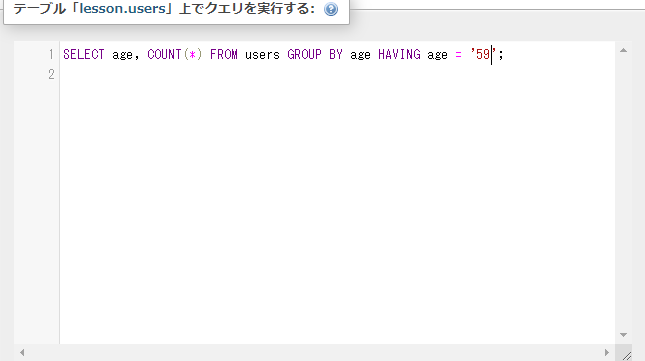 テーブル「lesson.users」上でクエリを実行する:
1 SELECT age, COUNT(*) FROM users GROUP BY age HAVING age = '59';
2